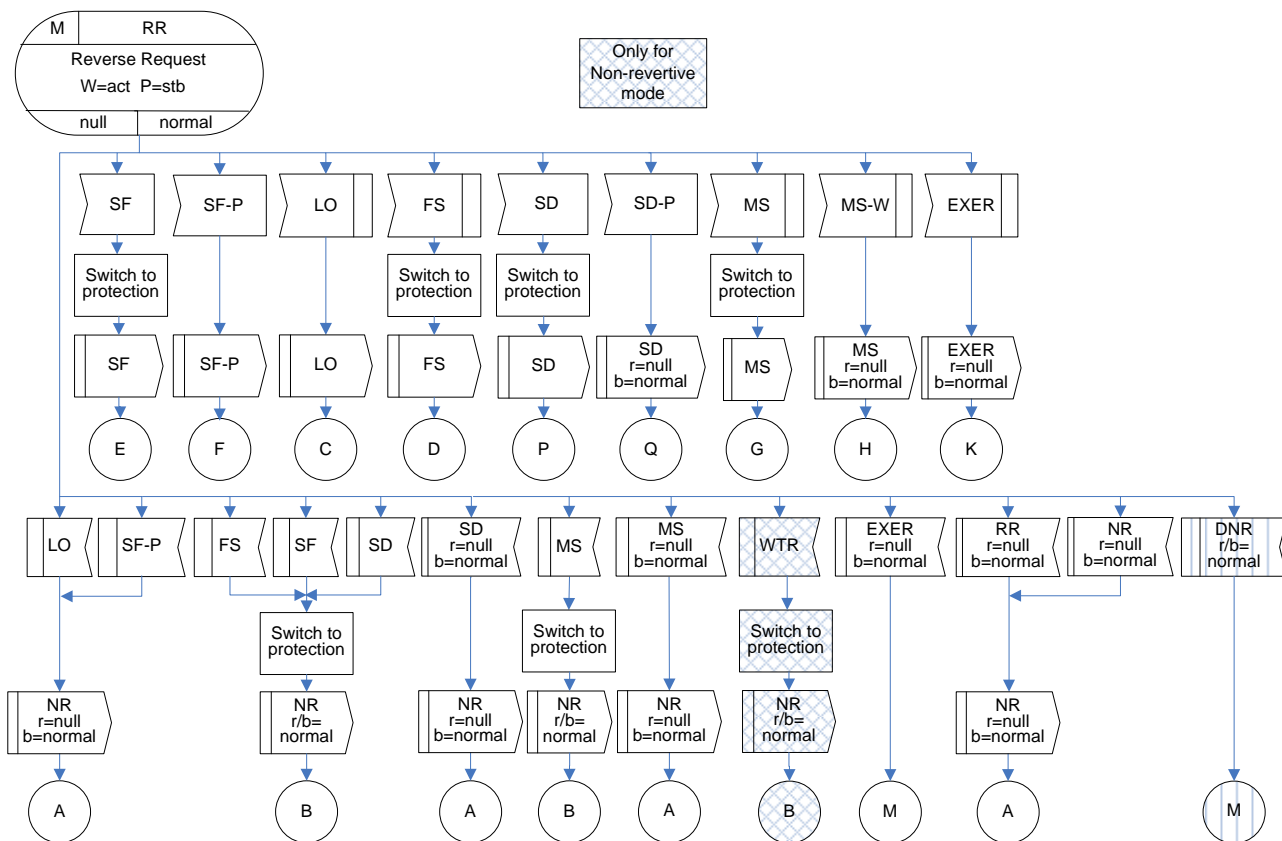 M
RR
Reverse Request
W=act P=stb
null
normal
Only for
Non-revertive
mode
SF
SF-P
LO
FS
SD
SD-P
MS
MS-W
EXER
Switch to
protection
Switch to
protection
Switch to
protection
Switch to
protection
SF
SF-P
LO
FS
SD
SD
r=null
b=normal
MS
MS
r=null
b=normal
EXER
r=null
b=normal
E
F
C
D
P
Q
G
H
K
LO
SF-P
FS
SF
SD
SD
r=null
b=normal
MS
MS
r=null
b=normal
WTR
EXER
r=null
b=normal
RR
r=null
b=normal
NR
r=null
b=normal
DNR
r/b=
normal
Switch to
protection
Switch to
protection
Switch to
protection
NR
r=null
b=normal
NR
r/b=
normal
NR
r=null
b=normal
NR
r/b=
normal
NR
r=null
b=normal
NR
r/b=
normal
NR
r=null
b=normal
A
B
A
B
A
B
M
A
M